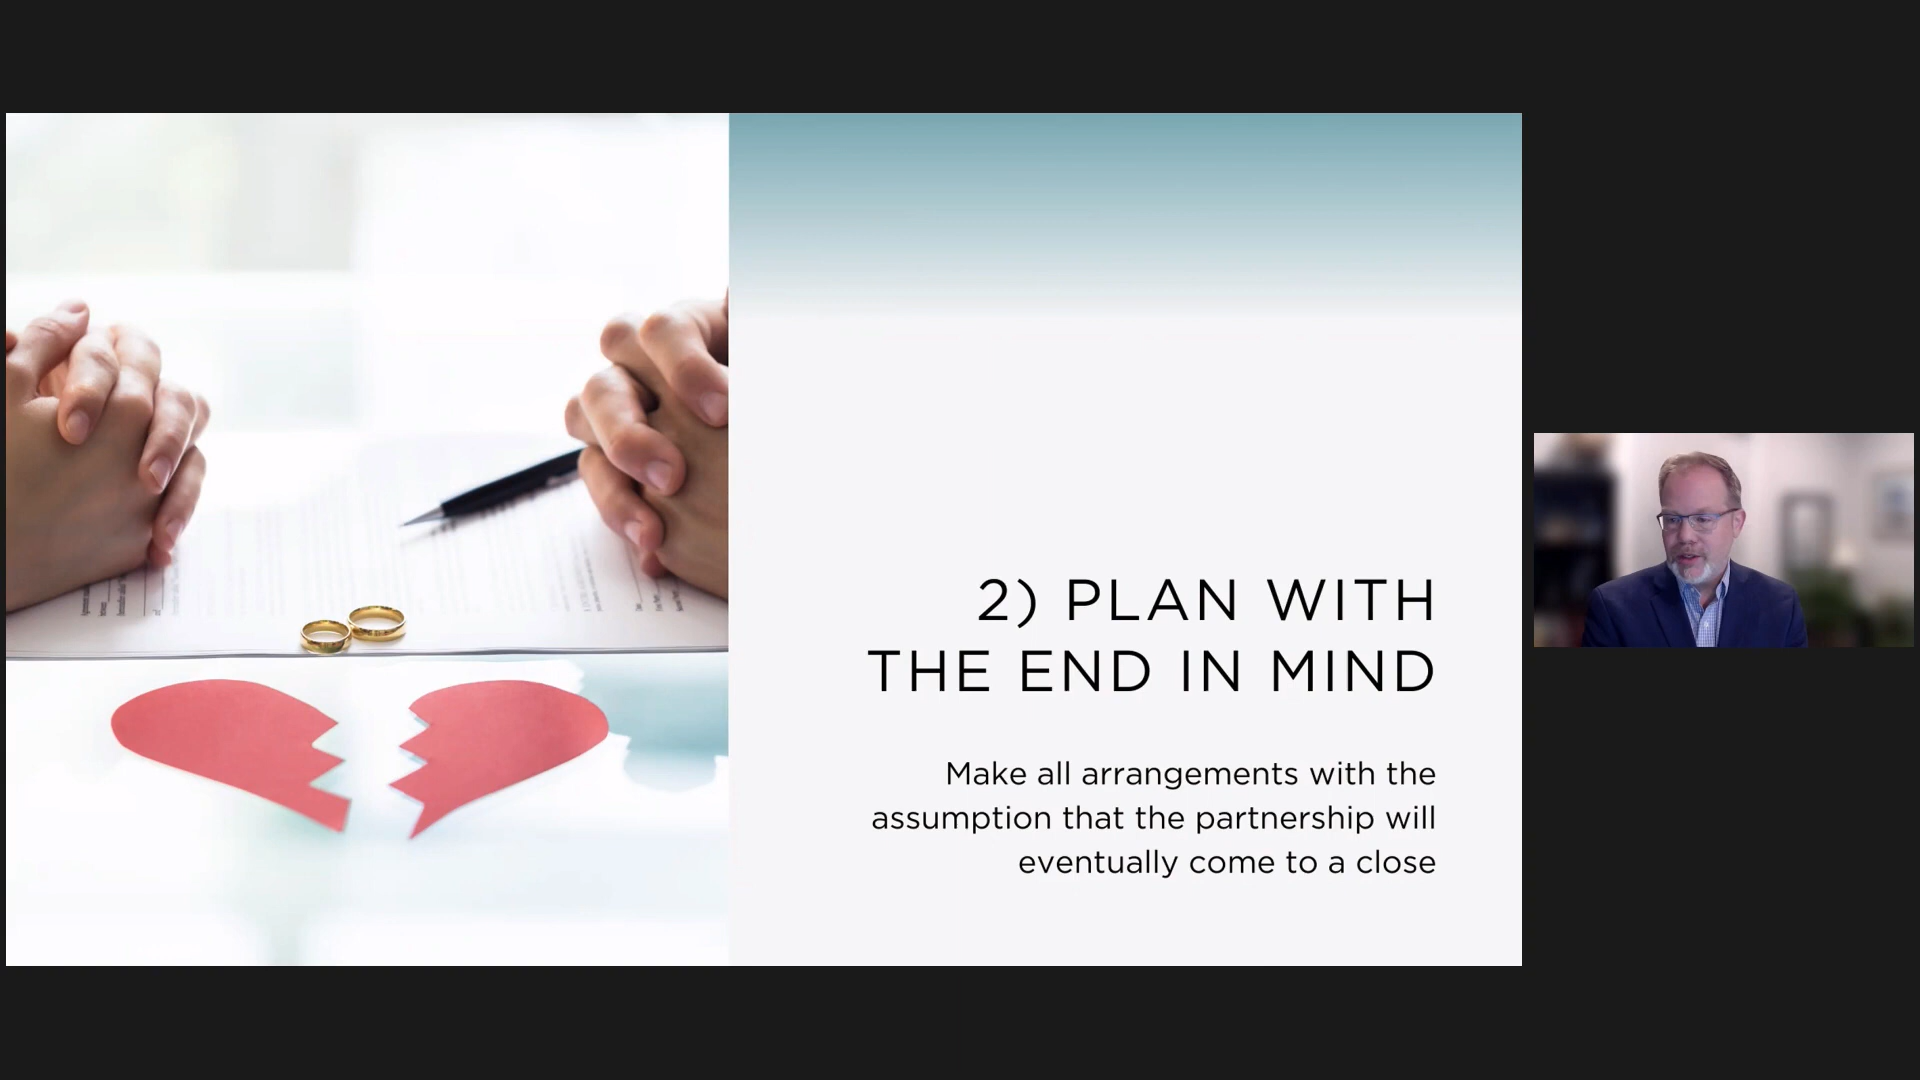 2) PLAN WITH
THE END IN MIND
Make all arrangements with the
assumption that the partnership will
eventually come to a close